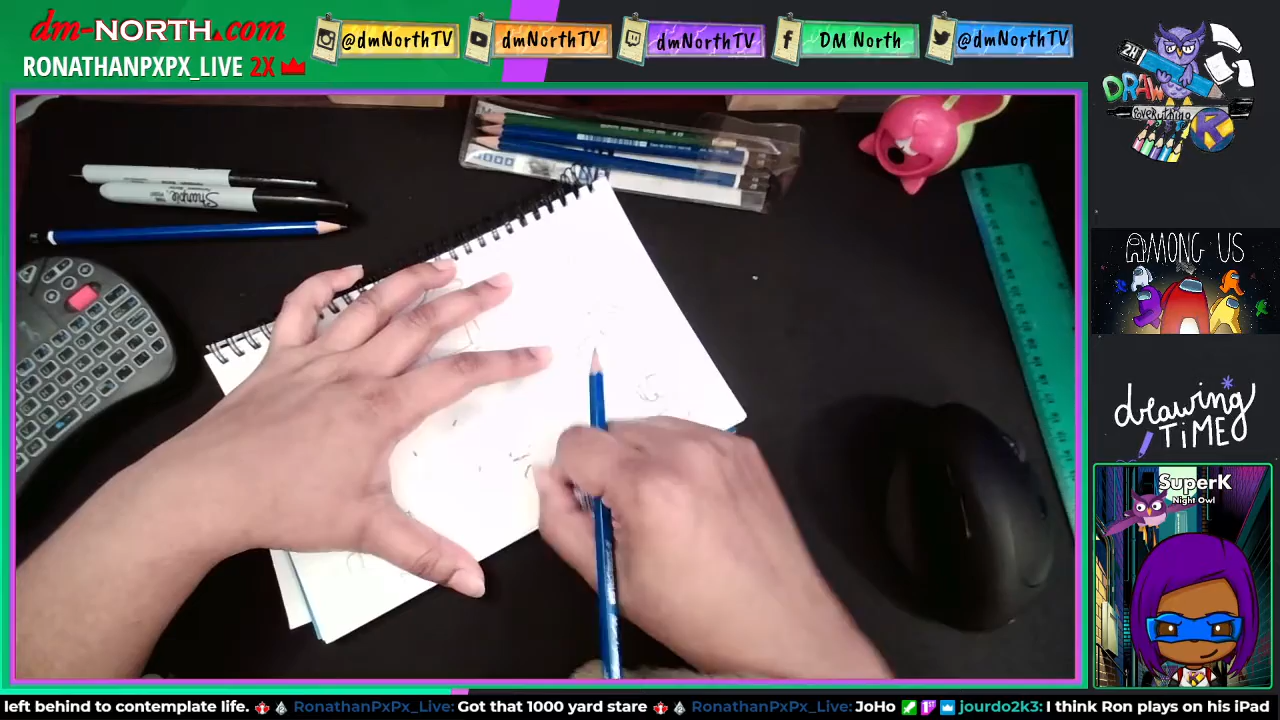 dm-NORTH.com
@dmNorthTV
dmNorthTV
dmNorthTV
DM North
@dmNorthTV
RONATHANPXPX_LIVE 2X
24
DRAW
Sharpie
AMONG US
drawing
TIME
SuperK
Night Owl
left behind to contemplate life. RonathanPxPx_Live: Got that 1000 yard stare RonathanPxPx_Live: JoHo jourdo2k3: I think Ron plays on his iPad